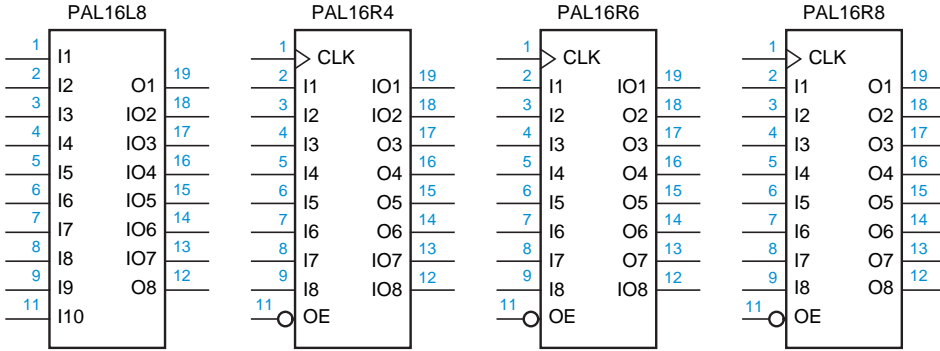 PAL16L8
1 I1
2 I2 O1 19
3 I3 IO2 18
4 I4 IO3 17
5 I5 IO4 16
6 I6 IO5 15
7 I7 IO6 14
8 I8 IO7 13
9 I9 O8 12
11 I10
PAL16R4
1 CLK
2 I1 IO1 19
3 I2 IO2 18
4 I3 O3 17
5 I4 O4 16
6 I5 O5 15
7 I6 O6 14
8 I7 IO7 13
9 I8 IO8 12
11 OE
PAL16R6
1 CLK
2 I1 IO1 19
3 I2 O2 18
4 I3 O3 17
5 I4 O4 16
6 I5 O5 15
7 I6 O6 14
8 I7 O7 13
9 I8 IO8 12
11 OE
PAL16R8
1 CLK
2 I1 O1 19
3 I2 O2 18
4 I3 O3 17
5 I4 O4 16
6 I5 O5 15
7 I6 O6 14
8 I7 O7 13
9 I8 O8 12
11 OE